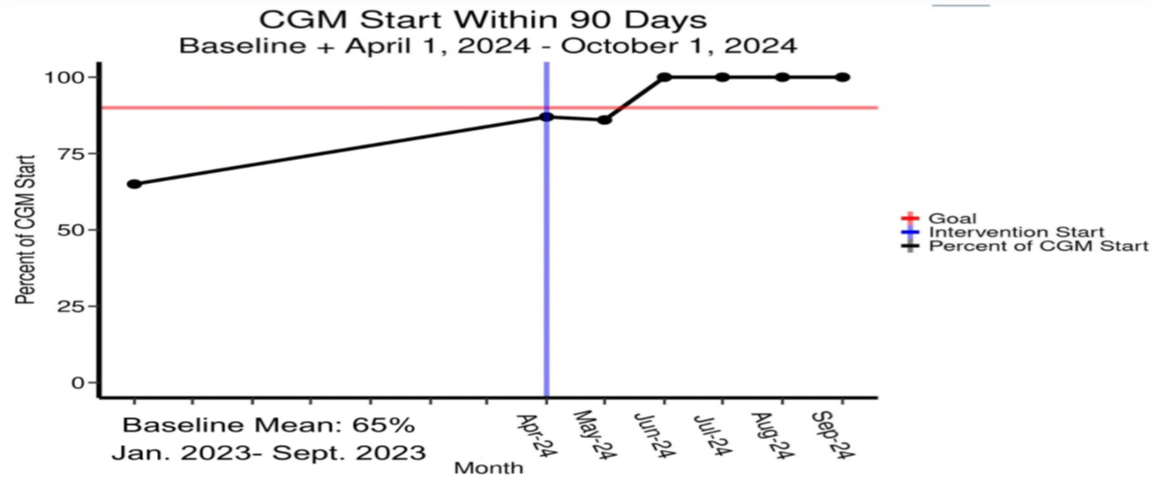 CGM Start Within 90 Days
Baseline + April 1, 2024 - October 1, 2024
100
75
50
25
0
Percent of CGM Start
Goal
Intervention Start
Percent of CGM Start
Apr-24
May-24
Jun-24
Jul-24
Aug-24
Sep-24
Baseline Mean: 65%
Jan. 2023- Sept. 2023
Month